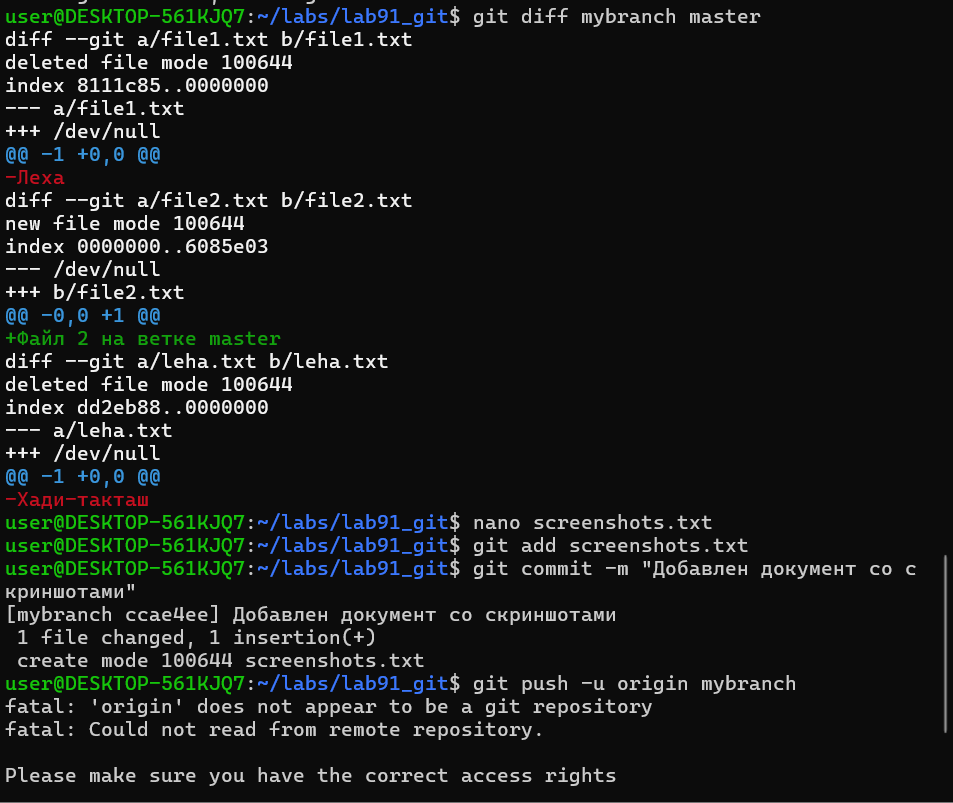 user@DESKTOP-561KJQ7:~/labs/lab91_git$ git diff mybranch master
diff --git a/file1.txt b/file1.txt
deleted file mode 100644
index 8111c85..0000000
--- a/file1.txt
+++ /dev/null
@@ -1 +0,0 @@
-Леха
diff --git a/file2.txt b/file2.txt
new file mode 100644
index 0000000..6085e03
--- /dev/null
+++ b/file2.txt
@@ -0,0 +1 @@
+Файл 2 на ветке master
diff --git a/leha.txt b/leha.txt
deleted file mode 100644
index dd2eb88..0000000
--- a/leha.txt
+++ /dev/null
@@ -1 +0,0 @@
-Хади-такташ
user@DESKTOP-561KJQ7:~/labs/lab91_git$ nano screenshots.txt
user@DESKTOP-561KJQ7:~/labs/lab91_git$ git add screenshots.txt
user@DESKTOP-561KJQ7:~/labs/lab91_git$ git commit -m "Добавлен документ со с
криншотами"
[mybranch ccae4ee] Добавлен документ со скриншотами
 1 file changed, 1 insertion(+)
 create mode 100644 screenshots.txt
user@DESKTOP-561KJQ7:~/labs/lab91_git$ git push -u origin mybranch
fatal: 'origin' does not appear to be a git repository
fatal: Could not read from remote repository.

Please make sure you have the correct access rights